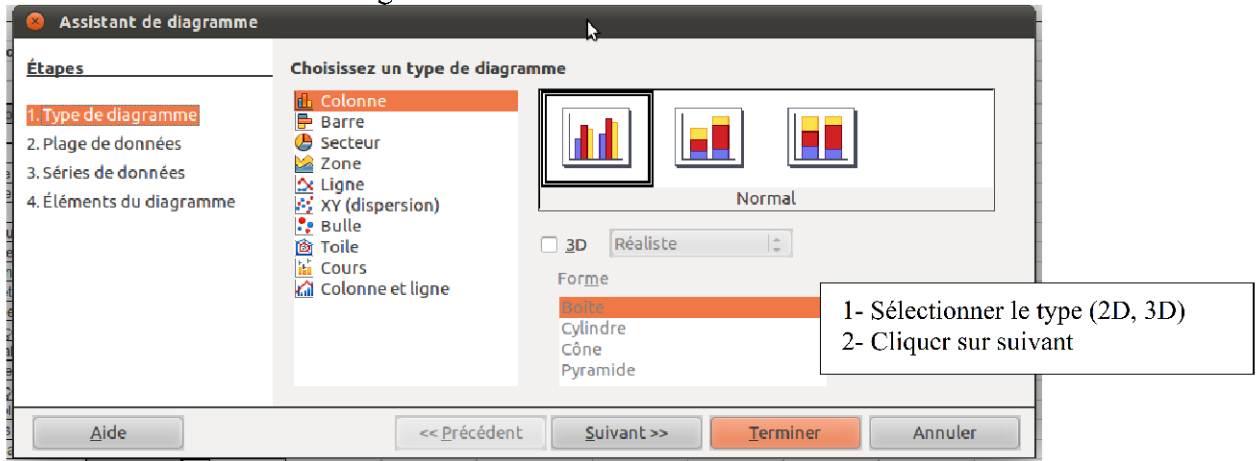 Assistant de diagramme
Étapes
1. Type de diagramme
2. Plage de données
3. Séries de données
4. Éléments du diagramme
Choisissez un type de diagramme
Colonne
Barre
Secteur
Zone
Ligne
XY (dispersion)
Bulle
Toile
Cours
Colonne et ligne
Normal
3D Réaliste
Forme
Boîte
Cylindre
Cône
Pyramide
1- Sélectionner le type (2D, 3D)
2- Cliquer sur suivant
Aide << Précédent Suivant >> Terminer Annuler